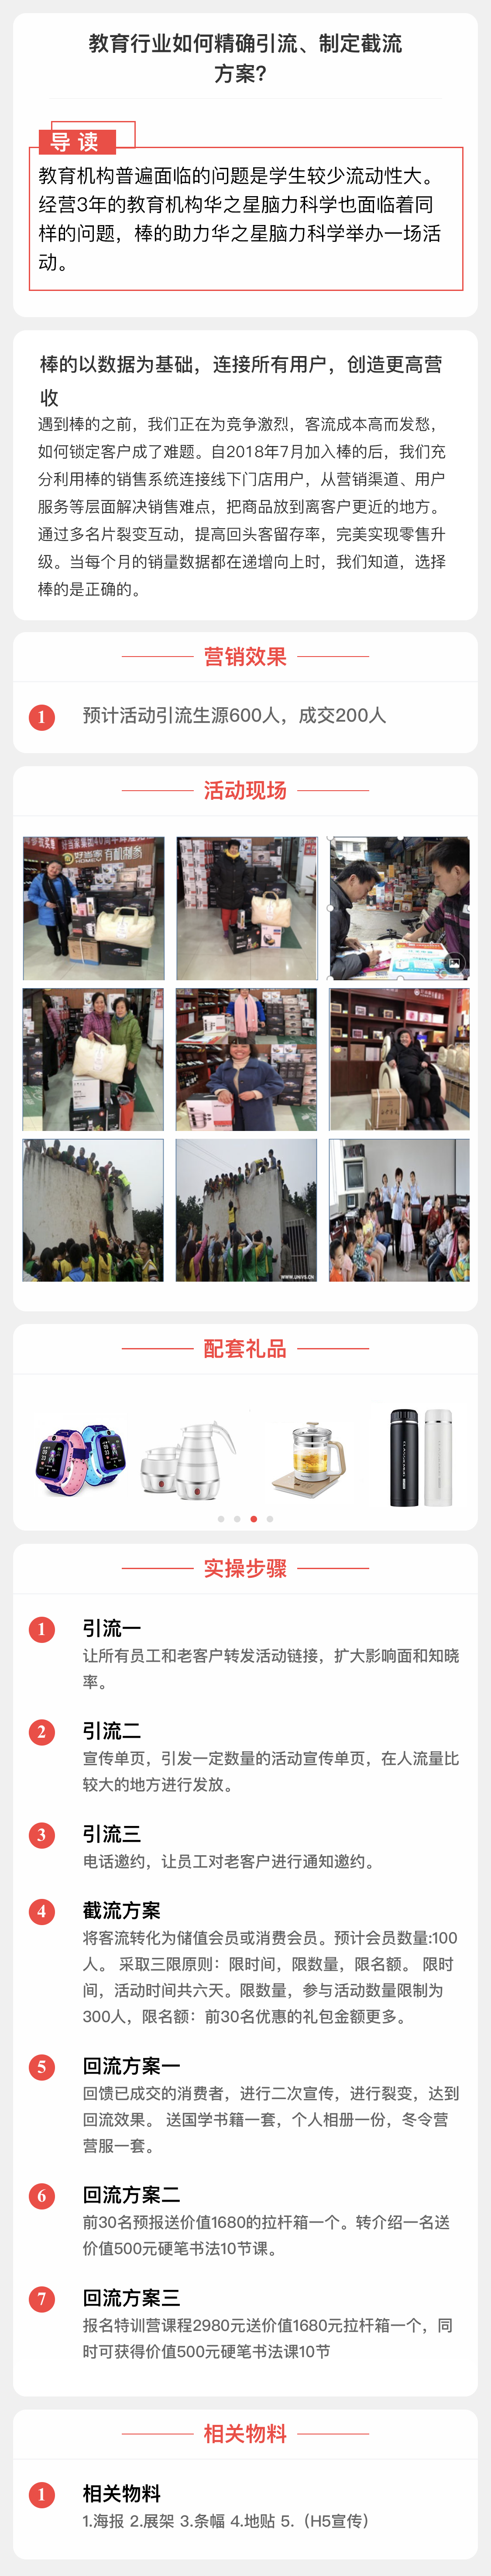 教育行业如何精确引流、制定截流
方案？
导 读
教育机构普遍面临的问题是学生较少流动性大。
经营3年的教育机构华之星脑力科学也面临着同
样的问题，棒的助力华之星脑力科学举办一场活
动。
棒的以数据为基础，连接所有用户，创造更高营
收
遇到棒的之前，我们正在为竞争激烈，客流成本高而发愁，
如何锁定客户成了难题。自2018年7月加入棒的后，我们充
分利用棒的销售系统连接线下门店用户，从营销渠道、用户
服务等层面解决销售难点，把商品放到离客户更近的地方。
通过多名片裂变互动，提高回头客留存率，完美实现零售升
级。当每个月的销量数据都在递增向上时，我们知道，选择
棒的是正确的。
营销效果
1 预计活动引流生源600人，成交200人
活动现场
WWW.UNVS.CN
配套礼品
实操步骤
1 引流一
让所有员工和老客户转发活动链接，扩大影响面和知晓
率。
2 引流二
宣传单页，引发一定数量的活动宣传单页，在人流量比
较大的地方进行发放。
3 引流三
电话邀约，让员工对老客户进行通知邀约。
4 截流方案
将客流转化为储值会员或消费会员。预计会员数量:100
人。 采取三限原则：限时间，限数量，限名额。 限时
间，活动时间共六天。限数量，参与活动数量限制为
300人，限名额：前30名优惠的礼包金额更多。
5 回流方案一
回馈已成交的消费者，进行二次宣传，进行裂变，达到
回流效果。 送国学书籍一套，个人相册一份，冬令营
营服一套。
6 回流方案二
前30名预报送价值1680的拉杆箱一个。转介绍一名送
价值500元硬笔书法10节课。
7 回流方案三
报名特训营课程2980元送价值1680元拉杆箱一个，同
时可获得价值500元硬笔书法课10节
相关物料
1 相关物料
1.海报 2.展架 3.条幅 4.地贴 5.（H5宣传）